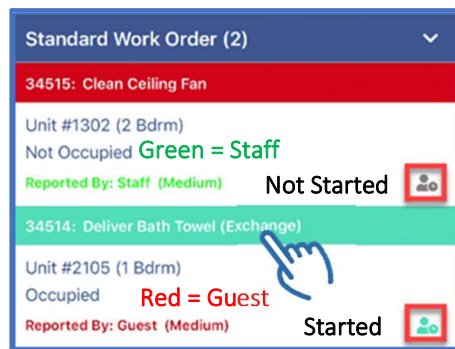 Standard Work Order (2)
34515: Clean Ceiling Fan
Unit #1302 (2 Bdrm)
Not Occupied Green = Staff
Reported By: Staff (Medium) Not Started
34514: Deliver Bath Towel (Exchange)
Unit #2105 (1 Bdrm)
Occupied Red = Guest
Reported By: Guest (Medium) Started